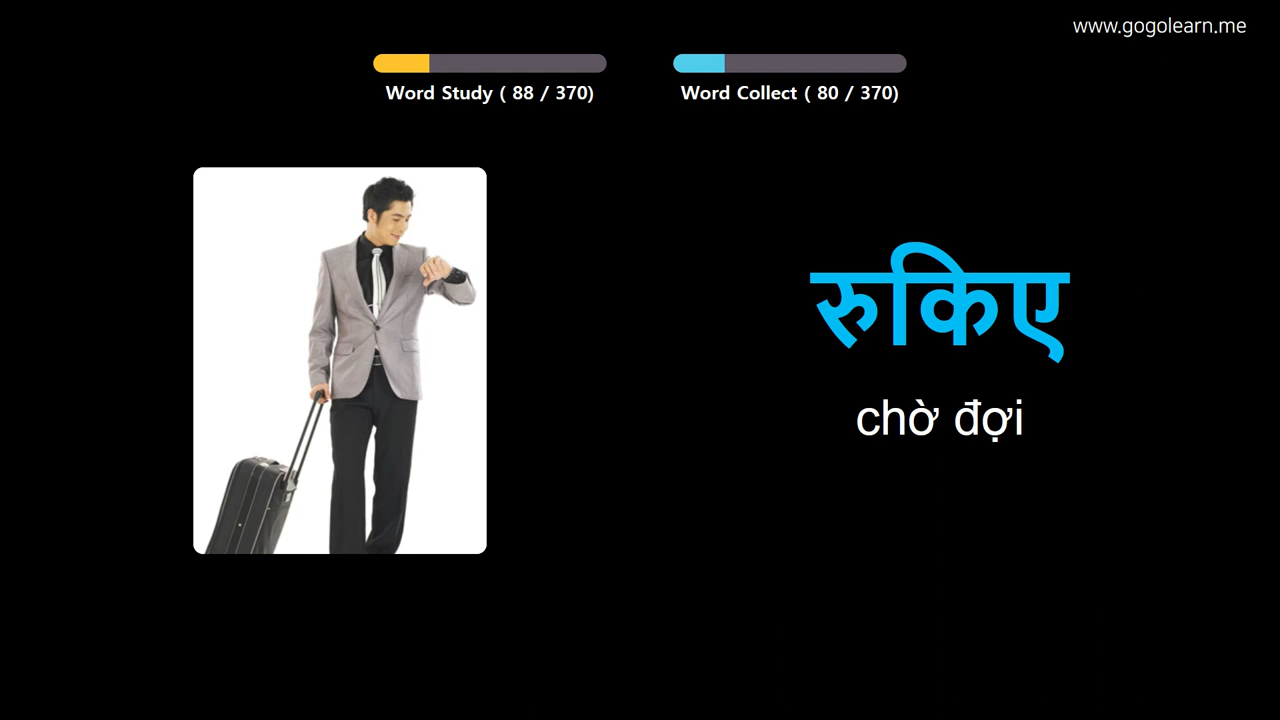 www.gogolearn.me
Word Study ( 88 / 370)
Word Collect ( 80 / 370)
रुकिए
chờ đợi